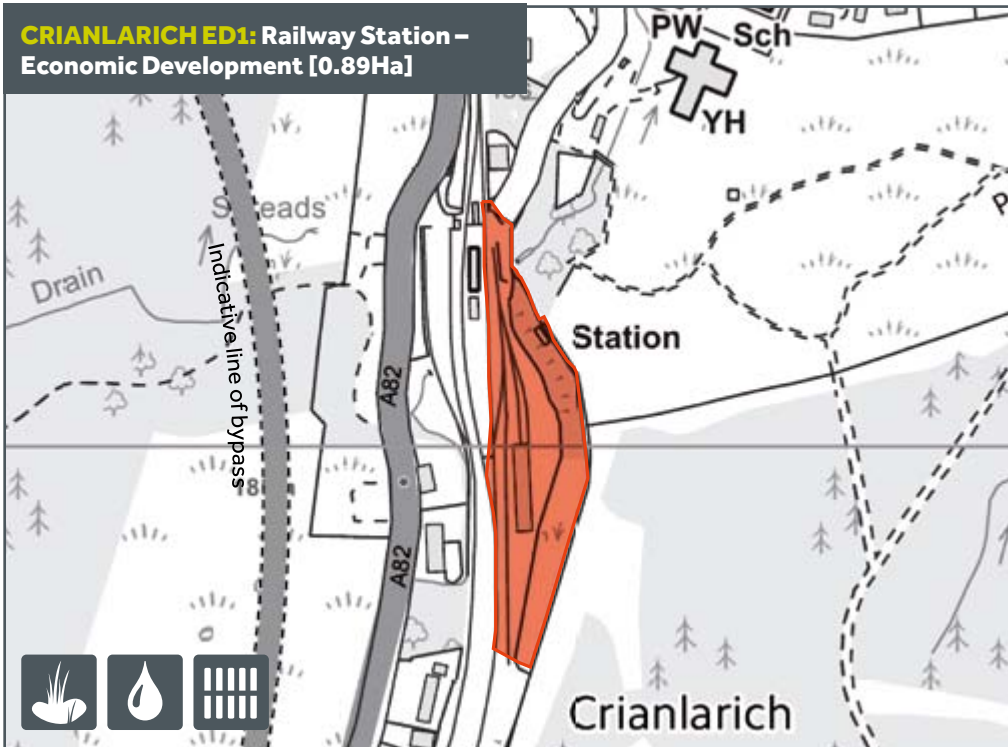 CRIANLARICH ED1: Railway Station –
Economic Development [0.89Ha]
PW
Sch
YH
Drain
Indicative line of bypass
A82
Station
A82
Crianlarich